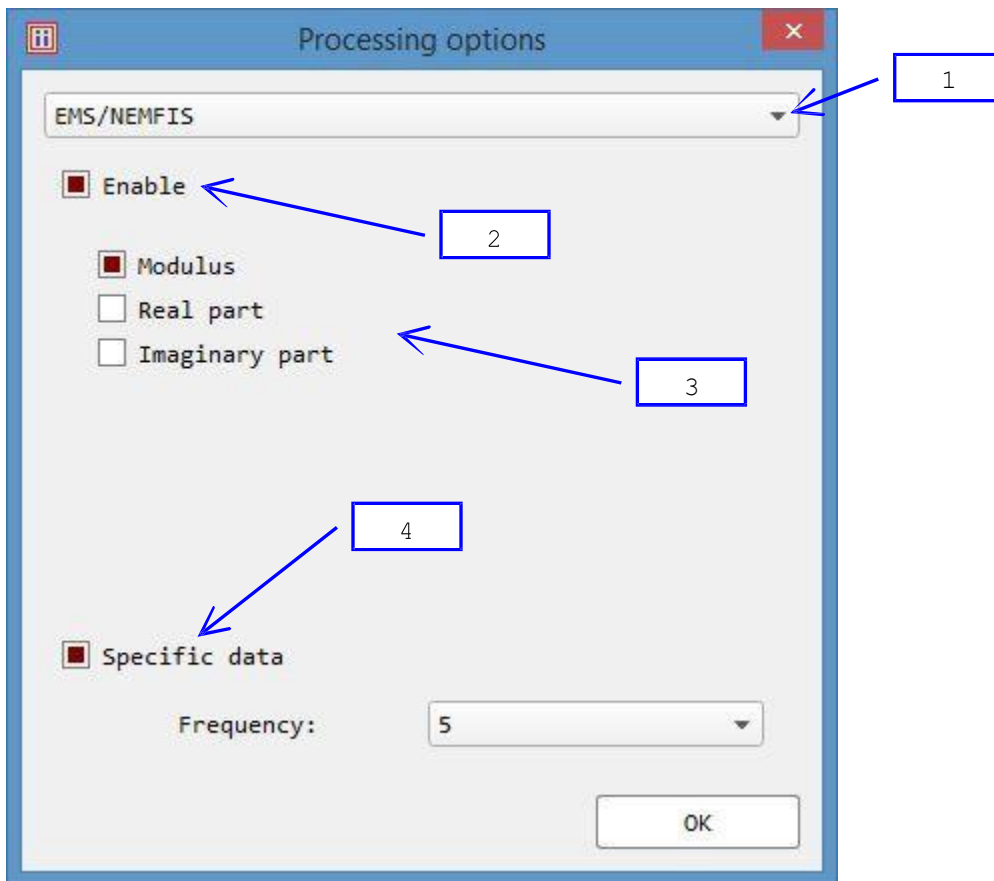 Processing options
1
EMS/NEMFIS
Enable
2
Modulus
Real part
Imaginary part
3
4
Specific data
Frequency: 5
OK